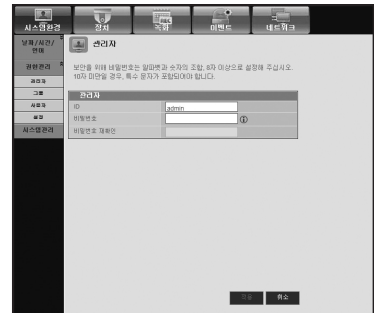 시스템환경 장치 녹화 이벤트 네트워크
날짜/시간/언어
권한관리
관리자
그룹
사용자
설정
시스템관리
관리자
보안을 위해 비밀번호는 알파벳과 숫자의 조합, 8자 이상으로 설정해 주십시오.
10자 미만일 경우, 특수 문자가 포함되어야 합니다.
관리자
ID admin
비밀번호
비밀번호 재확인
적용 취소